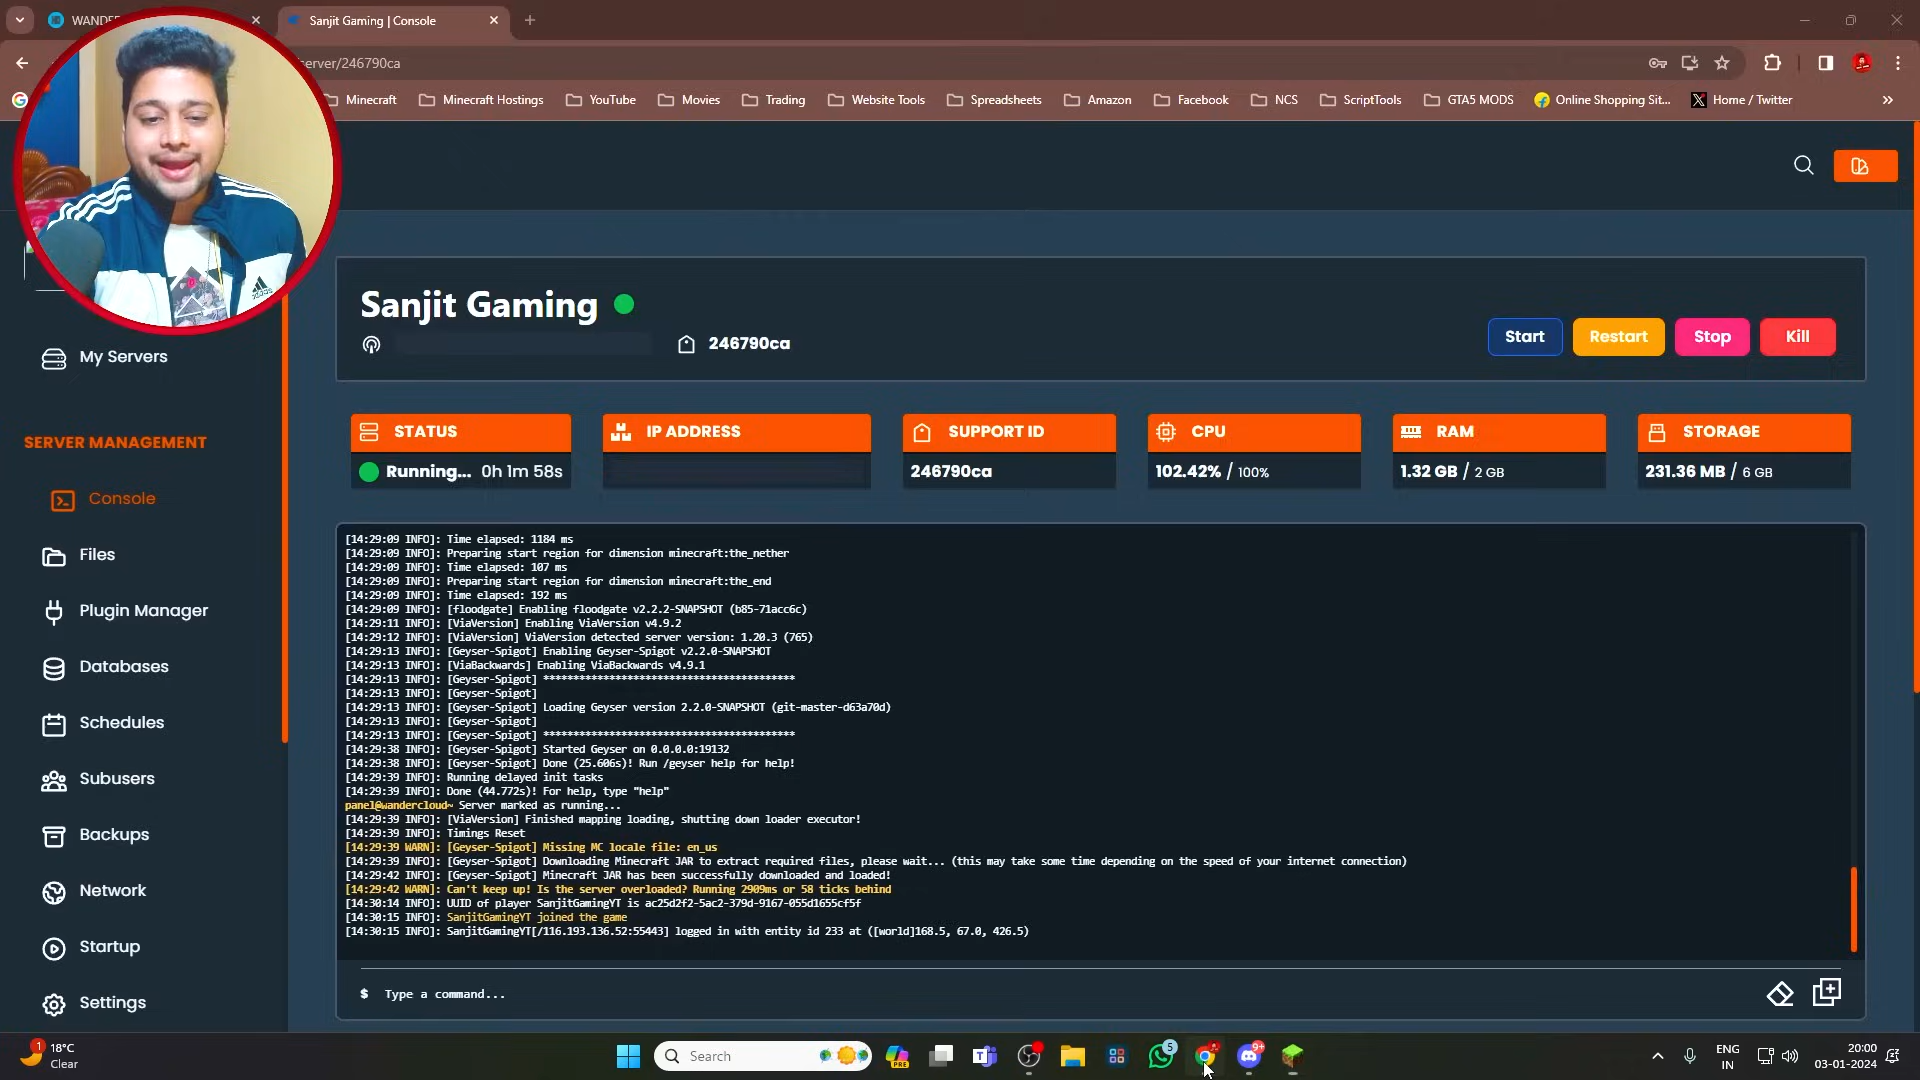 WANDE
Sanjit Gaming | Console
server/246790ca
Minecraft
Minecraft Hostings
YouTube
Movies
Trading
Website Tools
Spreadsheets
Amazon
Facebook
NCS
ScriptTools
GTA5 MODS
Online Shopping Sit...
Home / Twitter
My Servers
SERVER MANAGEMENT
Console
Files
Plugin Manager
Databases
Schedules
Subusers
Backups
Network
Startup
Settings
Sanjit Gaming
246790ca
Start
Restart
Stop
Kill
STATUS
Running... 0h 1m 58s
IP ADDRESS
SUPPORT ID
246790ca
CPU
102.42% / 100%
RAM
1.32 GB / 2 GB
STORAGE
231.36 MB / 6 GB
[14:29:09 INFO]: Time elapsed: 1184 ms
[14:29:09 INFO]: Preparing start region for dimension minecraft:the_nether
[14:29:09 INFO]: Time elapsed: 107 ms
[14:29:09 INFO]: Preparing start region for dimension minecraft:the_end
[14:29:09 INFO]: Time elapsed: 192 ms
[14:29:09 INFO]: [floodgate] Enabling floodgate v2.2.2-SNAPSHOT (b85-71acc6c)
[14:29:11 INFO]: [ViaVersion] Enabling ViaVersion v4.9.2
[14:29:12 INFO]: [ViaVersion] ViaVersion detected server version: 1.20.3 (765)
[14:29:13 INFO]: [Geyser-Spigot] Enabling Geyser-Spigot v2.2.0-SNAPSHOT
[14:29:13 INFO]: [ViaBackwards] Enabling ViaBackwards v4.9.1
[14:29:13 INFO]: [Geyser-Spigot] ******************************************
[14:29:13 INFO]: [Geyser-Spigot]
[14:29:13 INFO]: [Geyser-Spigot] Loading Geyser version 2.2.0-SNAPSHOT (git-master-d63a70d)
[14:29:13 INFO]: [Geyser-Spigot]
[14:29:13 INFO]: [Geyser-Spigot] ******************************************
[14:29:38 INFO]: [Geyser-Spigot] Started Geyser on 0.0.0.0:19132
[14:29:38 INFO]: [Geyser-Spigot] Done (25.606s)! Run /geyser help for help!
[14:29:39 INFO]: Running delayed init tasks
[14:29:39 INFO]: Done (44.772s)! For help, type "help"
panel@wandercloud~ Server marked as running...
[14:29:39 INFO]: [ViaVersion] Finished mapping loading, shutting down loader executor!
[14:29:39 INFO]: Timings Reset
[14:29:39 WARN]: [Geyser-Spigot] Missing MC locale file: en_us
[14:29:39 INFO]: [Geyser-Spigot] Downloading Minecraft JAR to extract required files, please wait... (this may take some time depending on the speed of your internet connection)
[14:29:42 INFO]: [Geyser-Spigot] Minecraft JAR has been successfully downloaded and loaded!
[14:29:42 WARN]: Can't keep up! Is the server overloaded? Running 2909ms or 58 ticks behind
[14:30:14 INFO]: UUID of player SanjitGamingYT is ac25d2f2-5ac2-379d-9167-055d1655cf5f
[14:30:15 INFO]: SanjitGamingYT joined the game
[14:30:15 INFO]: SanjitGamingYT[/116.193.136.52:55443] logged in with entity id 233 at ([world]168.5, 67.0, 426.5)
$ Type a command...
1
18°C
Clear
Search
PRE
5
9+
ENG
IN
20:00
03-01-2024